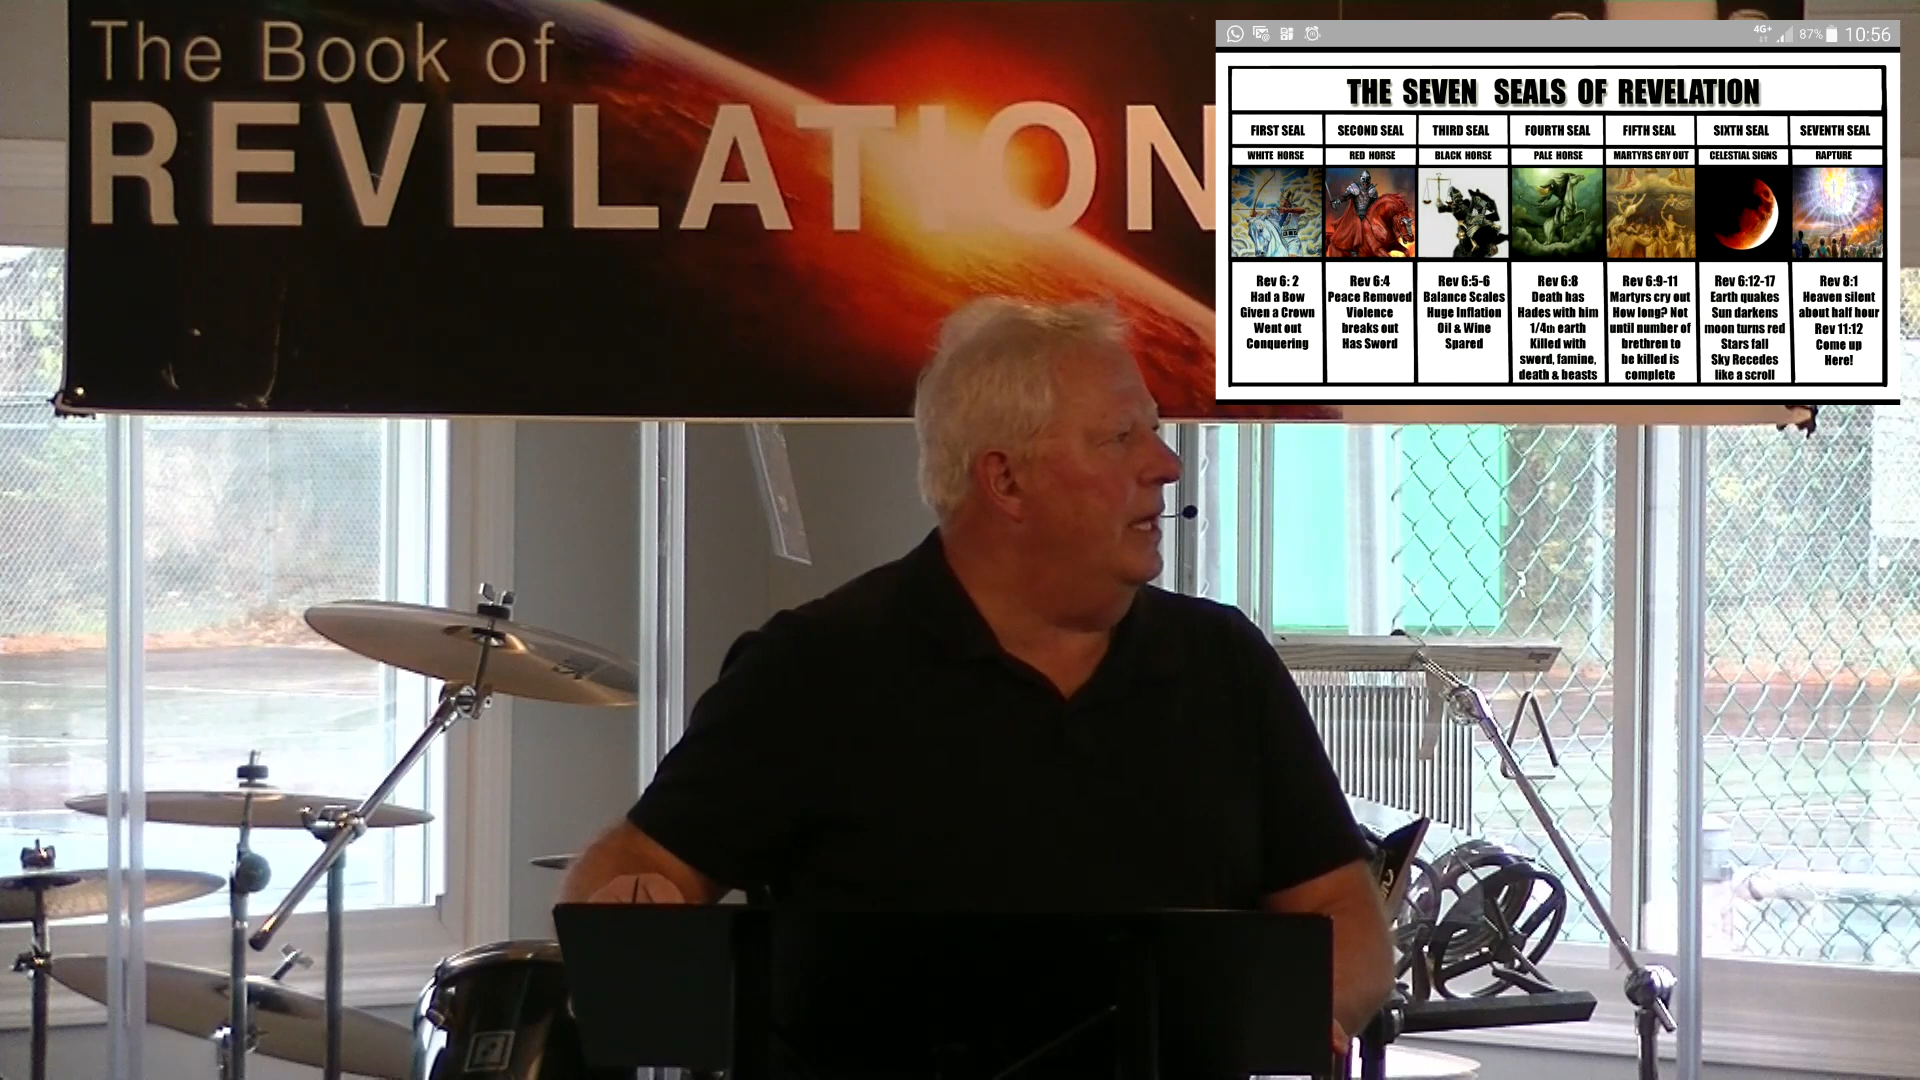 The Book of
REVELATION
4G+ 87% 10:56
THE SEVEN SEALS OF REVELATION
FIRST SEAL SECOND SEAL THIRD SEAL FOURTH SEAL FIFTH SEAL SIXTH SEAL SEVENTH SEAL
WHITE HORSE RED HORSE BLACK HORSE PALE HORSE MARTYRS CRY OUT CELESTIAL SIGNS RAPTURE
Rev 6: 2
Had a Bow
Given a Crown
Went out
Conquering
Rev 6:4
Peace Removed
Violence
breaks out
Has Sword
Rev 6:5-6
Balance Scales
Huge Inflation
Oil & Wine
Spared
Rev 6:8
Death has
Hades with him
1/4th earth
Killed with
sword, famine,
death & beasts
Rev 6:9-11
Martyrs cry out
How long? Not
until number of
brethren to
be killed is
complete
Rev 6:12-17
Earth quakes
Sun darkens
moon turns red
Stars fall
Sky Recedes
like a scroll
Rev 8:1
Heaven silent
about half hour
Rev 11:12
Come up
Here!